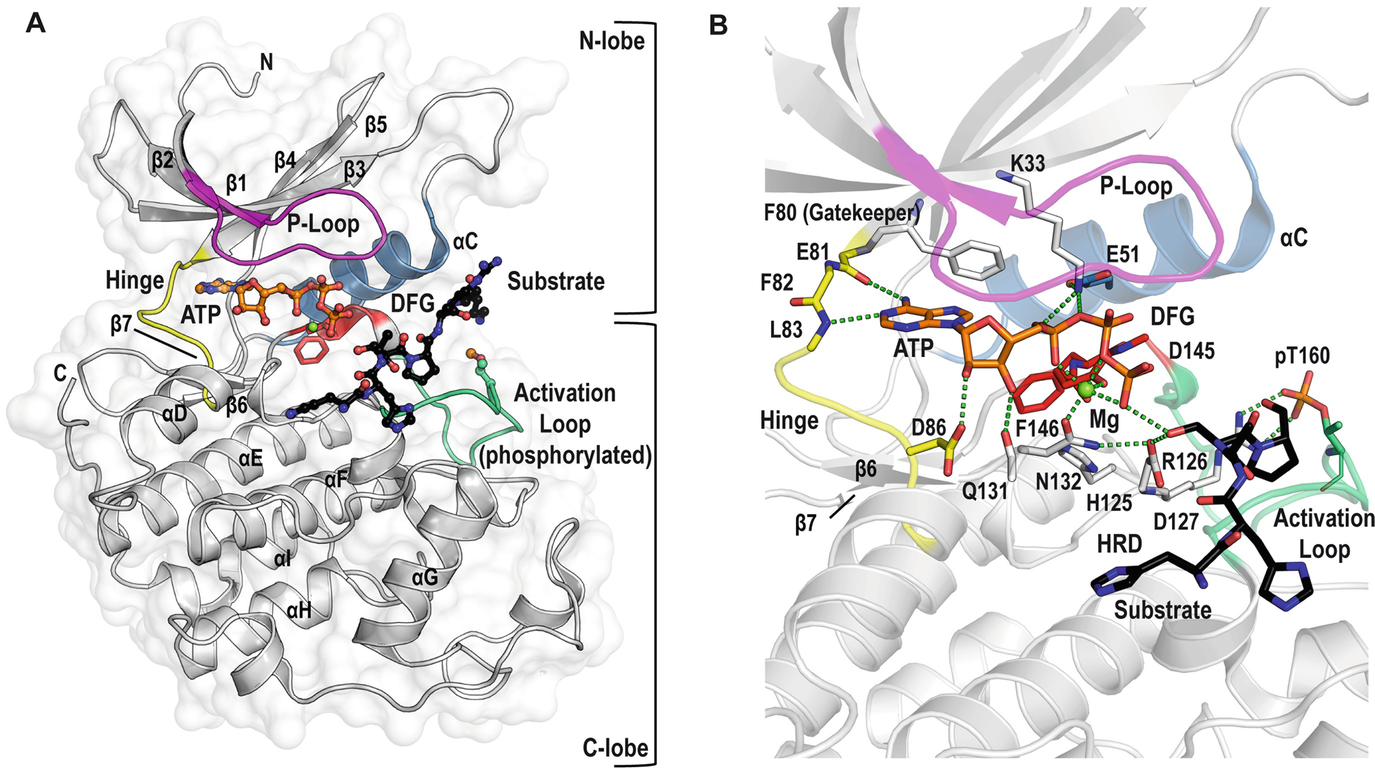 A
N-lobe
N
β5
β2
β4
β3
β1
P-Loop
αC
Hinge
Substrate
ATP
DFG
β7
C
Activation
Loop
(phosphorylated)
αD
β6
αE
αF
αI
αG
αH
C-lobe
B
K33
P-Loop
F80 (Gatekeeper)
αC
E81
E51
F82
L83
DFG
ATP
D145
pT160
Hinge
Mg
D86
F146
R126
β6
Q131
N132
H125
β7
D127
Activation
Loop
HRD
Substrate